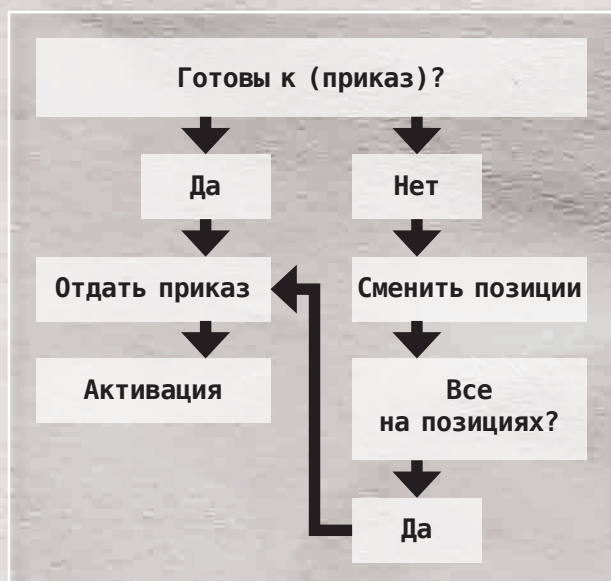 Готовы к (приказ)?
Да
Нет
Отдать приказ
Сменить позиции
Активация
Все
на позициях?
Да